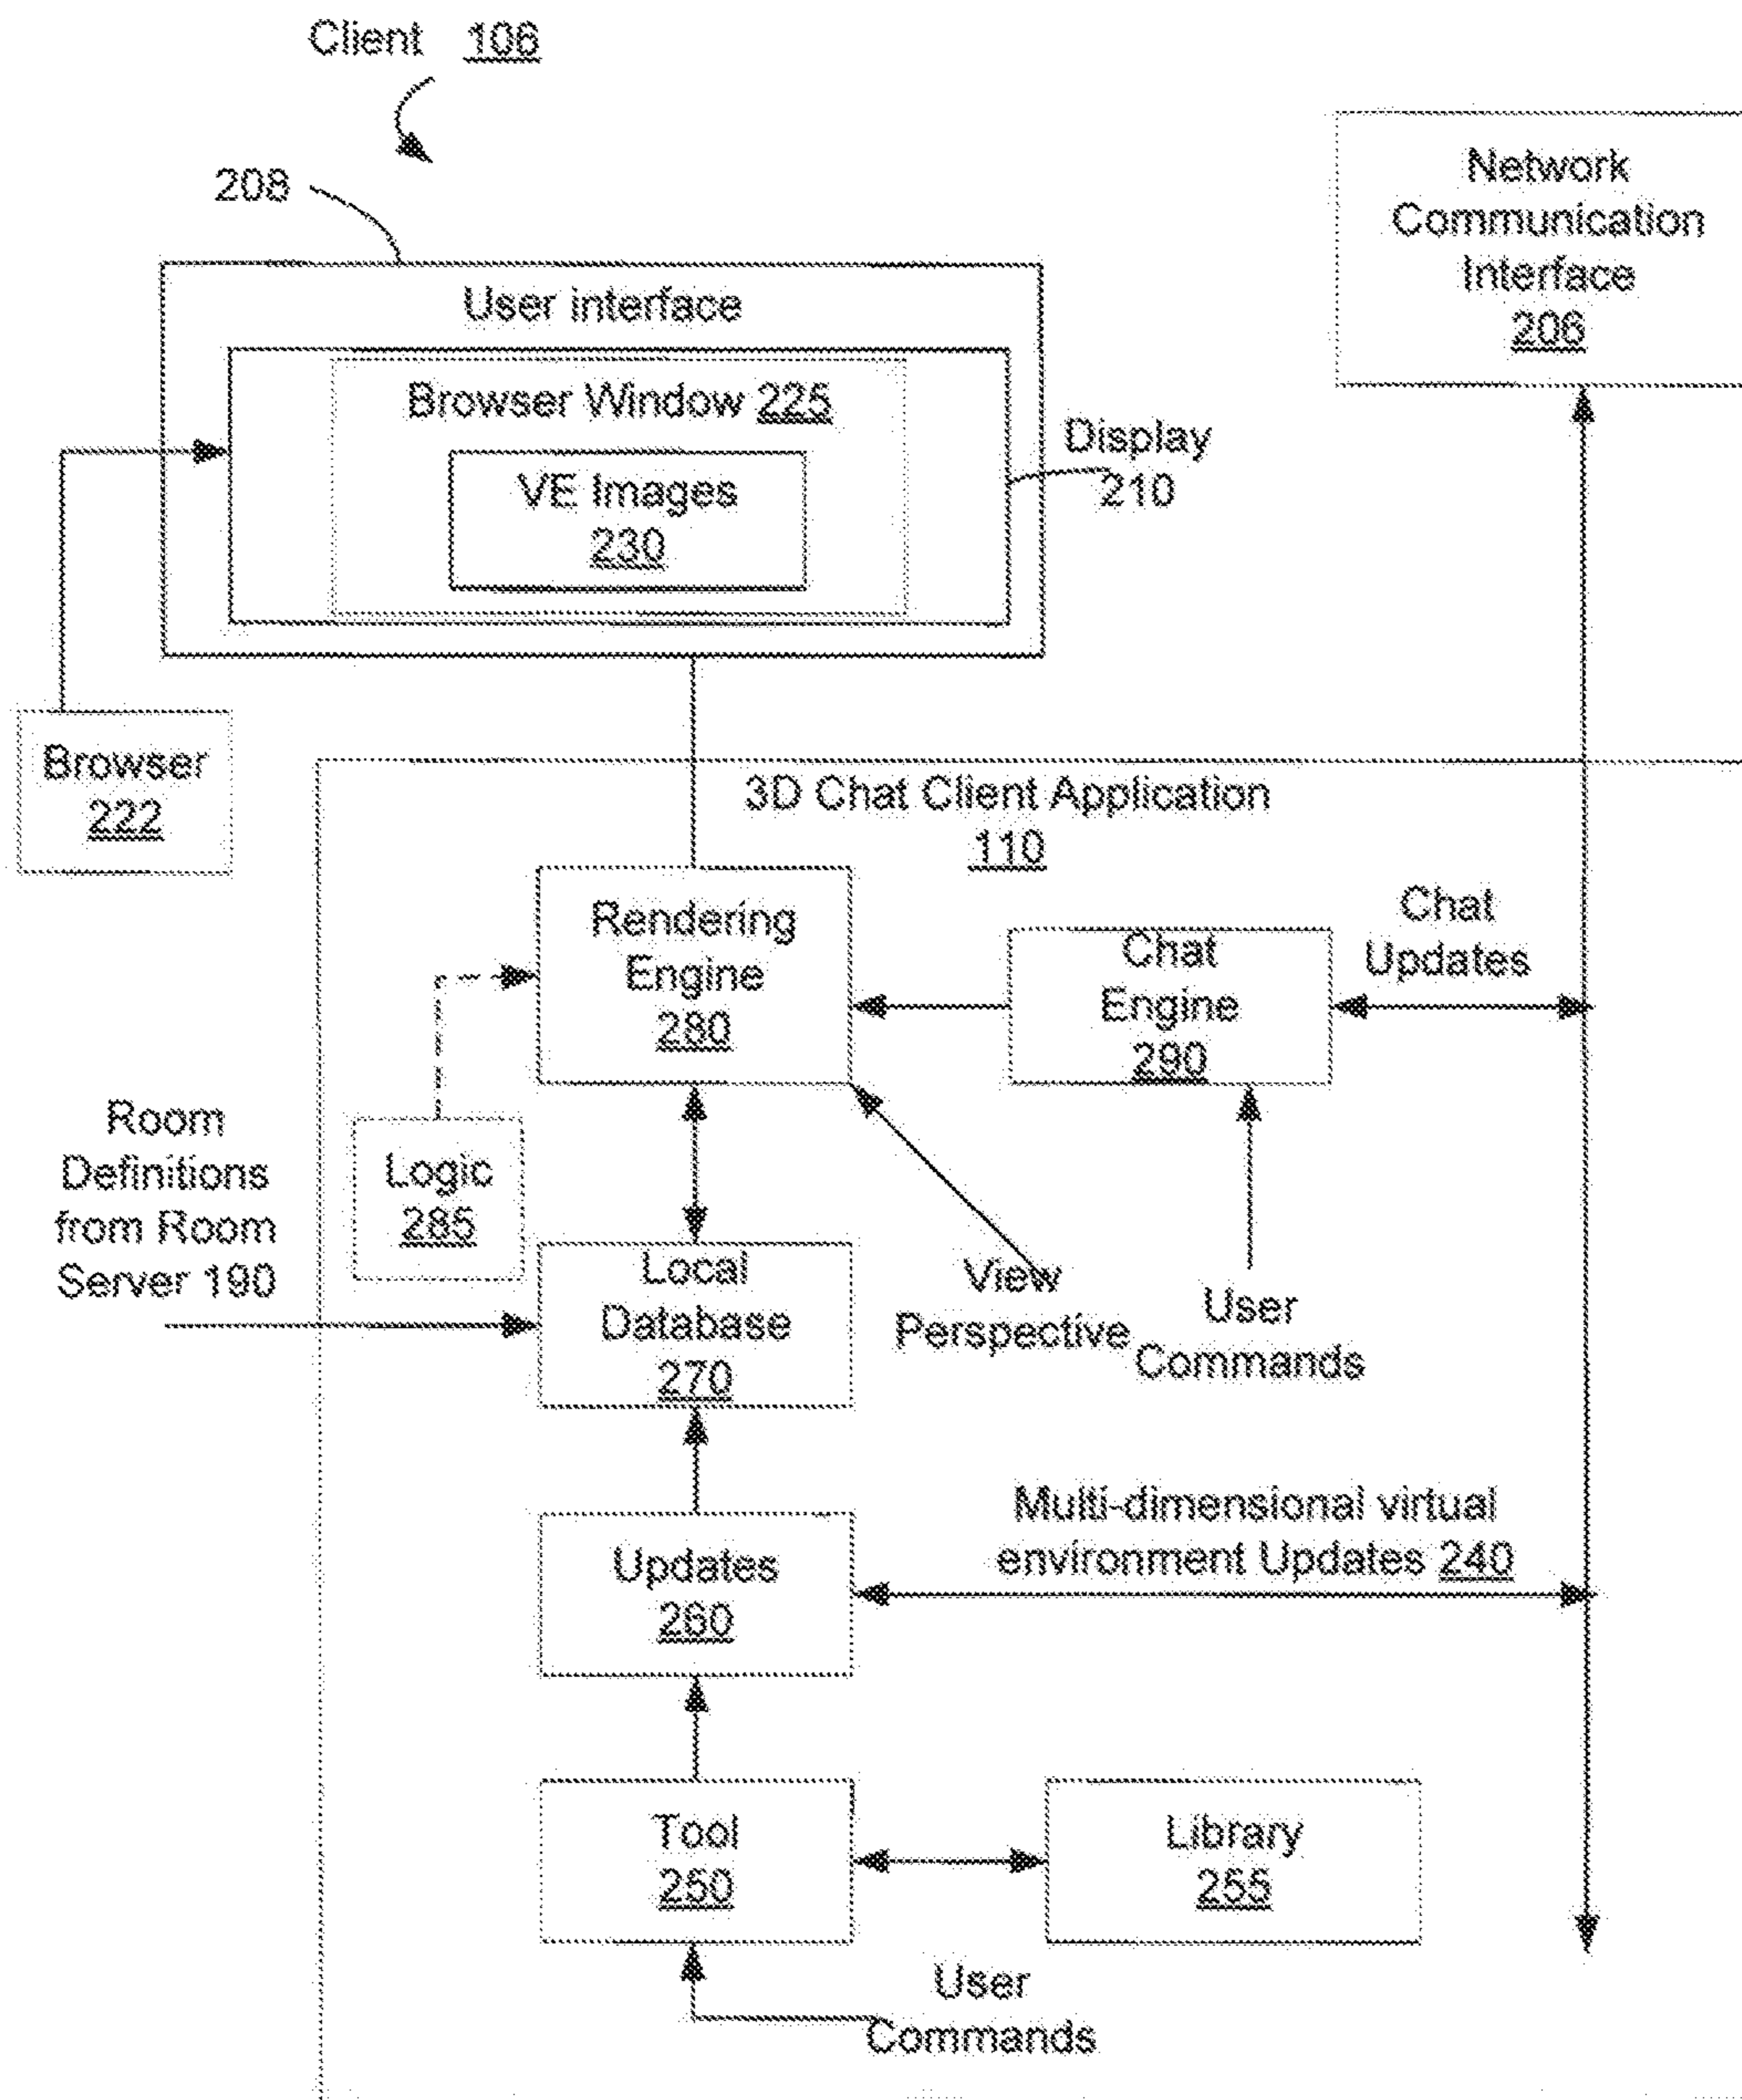 Client 106
208
Network
Communication
Interface
206
User interface
Browser Window 225
VE Images
230
Display
210
Browser
222
3D Chat Client Application
110
Rendering
Engine
280
Chat
Engine
290
Chat
Updates
Room
Definitions
from Room
Server 190
Logic
285
Local
Database
270
View
Perspective
User
Commands
Updates
260
Multi-dimensional virtual
environment Updates 240
Tool
250
Library
255
User
Commands